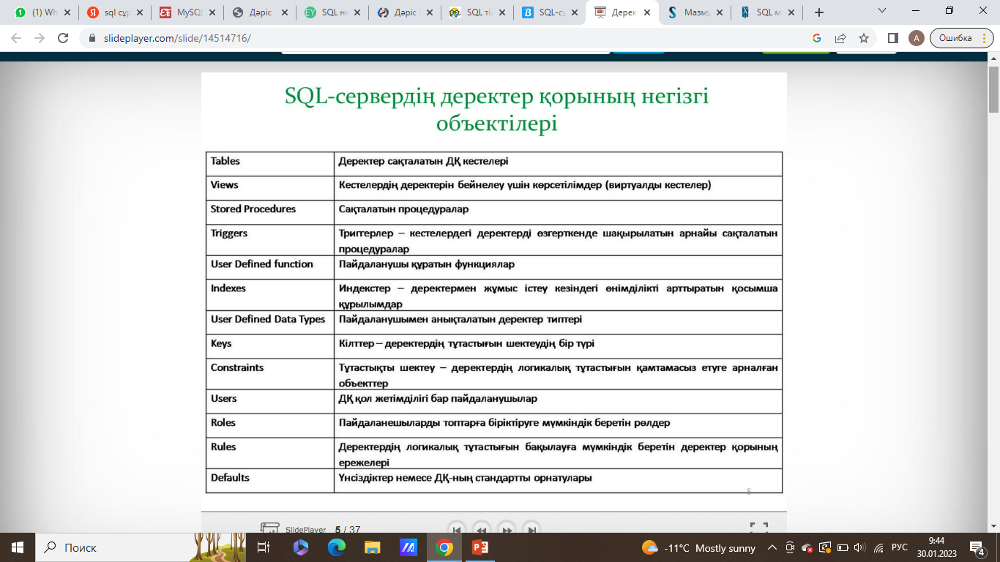 (1) Wh
sql сұр
MySQL
Дәріс
SQL не
Дәріс
SQL тіл
SQL-су
Дерек
Мазму
SQL м
slideplayer.com/slide/14514716/
A
Ошибка
SQL-сервердің деректер қорының негізгі
объектілері
Tables
Деректер сақталатын ДҚ кестелері
Views
Кестелердің деректерін бейнелеу үшін көрсетілімдер (виртуалды кестелер)
Stored Procedures
Сақталатын процедуралар
Triggers
Триггерлер – кестелердегі деректерді өзгерткенде шақырылатын арнайы сақталатын
процедуралар
User Defined function
Пайдаланушы құратын функциялар
Indexes
Индекстер – деректермен жұмыс істеу кезіндегі өнімділікті арттыратын қосымша
құрылымдар
User Defined Data Types
Пайдаланушымен анықталатын деректер типтері
Keys
Кілттер – деректердің тұтастығын шектеудің бір түрі
Constraints
Тұтастықты шектеу – деректердің логикалық тұтастығын қамтамасыз етуге арналған
объекттер
Users
ДҚ қол жетімділігі бар пайдаланушылар
Roles
Пайдаланешыларды топтарға біріктіруге мүмкіндік беретін рөлдер
Rules
Деректердің логикалық тұтастығын бақылауға мүмкіндік беретін деректер қорының
ережелері
Defaults
Үнсіздіктер немесе ДҚ-ның стандартты орнатулары
5
SlidePlayer
5 / 37
Поиск
-11°C Mostly sunny
РУС
9:44
30.01.2023
4